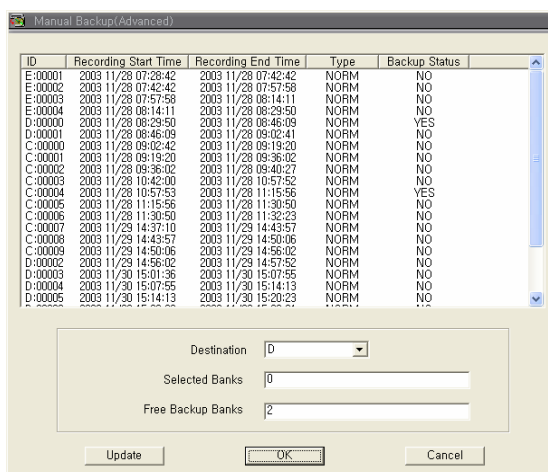 Manual Backup(Advanced)
ID Recording Start Time Recording End Time Type Backup Status
E:00001 2003 11/28 07:28:42 2003 11/28 07:42:42 NORM NO
E:00002 2003 11/28 07:42:42 2003 11/28 07:57:58 NORM NO
E:00003 2003 11/28 07:57:58 2003 11/28 08:14:11 NORM NO
E:00004 2003 11/28 08:14:11 2003 11/28 08:29:50 NORM NO
D:00000 2003 11/28 08:29:50 2003 11/28 08:46:09 NORM YES
D:00001 2003 11/28 08:46:09 2003 11/28 09:02:41 NORM NO
C:00000 2003 11/28 09:02:42 2003 11/28 09:19:20 NORM NO
C:00001 2003 11/28 09:19:20 2003 11/28 09:36:02 NORM NO
C:00002 2003 11/28 09:36:02 2003 11/28 09:40:27 NORM NO
C:00003 2003 11/28 10:42:00 2003 11/28 10:57:52 NORM NO
C:00004 2003 11/28 10:57:53 2003 11/28 11:15:56 NORM YES
C:00005 2003 11/28 11:15:56 2003 11/28 11:30:50 NORM NO
C:00006 2003 11/28 11:30:50 2003 11/28 11:32:23 NORM NO
C:00007 2003 11/29 14:37:10 2003 11/29 14:43:57 NORM NO
C:00008 2003 11/29 14:43:57 2003 11/29 14:50:06 NORM NO
C:00009 2003 11/29 14:50:06 2003 11/29 14:56:02 NORM NO
D:00002 2003 11/29 14:56:02 2003 11/29 14:57:52 NORM NO
D:00003 2003 11/30 15:01:36 2003 11/30 15:07:55 NORM NO
D:00004 2003 11/30 15:07:55 2003 11/30 15:14:13 NORM NO
D:00005 2003 11/30 15:14:13 2003 11/30 15:20:23 NORM NO
Destination D
Selected Banks 0
Free Backup Banks 2
Update OK Cancel